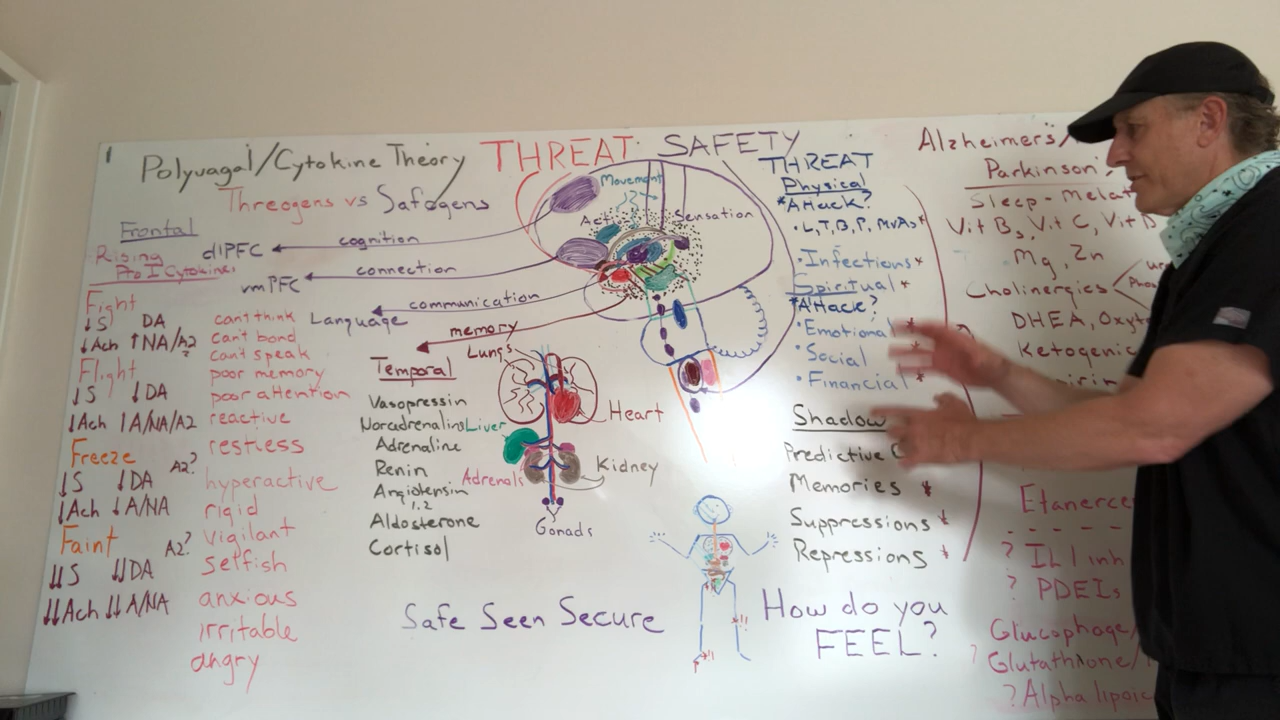 Polyvagal/Cytokine Theory
THREAT SAFETY
Threogens vs Safogens
Frontal
Rising
Pro I Cytokines
dlPFC
cognition
vmPFC
connection
Language
communication
memory
Movement
Sensation
Fight
↓S DA
↓Ach ↑NA/A2
?
Flight
↓S ↓DA
↓Ach ↑A/NA/A2
Freeze
A2?
↓S ↓DA
↓Ach ↓A/NA
Faint
A2?
↓↓S ↓↓DA
↓↓Ach ↓↓A/NA
can't think
can't bond
can't speak
poor memory
poor attention
reactive
restless
hyperactive
rigid
vigilant
selfish
anxious
irritable
angry
Temporal
Vasopressin
Noradrenaline
Adrenaline
Renin
Angiotensin
1,2
Aldosterone
Cortisol
Lungs
Heart
Liver
Adrenals
Kidney
Gonads
Safe Seen Secure
How do you
FEEL?
THREAT
Physical
*Attack?
• L,T,B,P, MVAs*
• Infections*
Spiritual*
*Attack?
• Emotional *
• Social *
• Financial *
Shadow
Predictive
Memories *
Suppressions *
Repressions *
Alzheimer's/
Parkinson
Sleep - Melat
Vit B3, Vit C, Vit D
Mg, Zn
Cholinergics
DHEA, Oxyto
Ketogenic
Etanerce
? IL1 inh
? PDEIs
Glucophage/
? Glutathione/
? Alpha lipoic